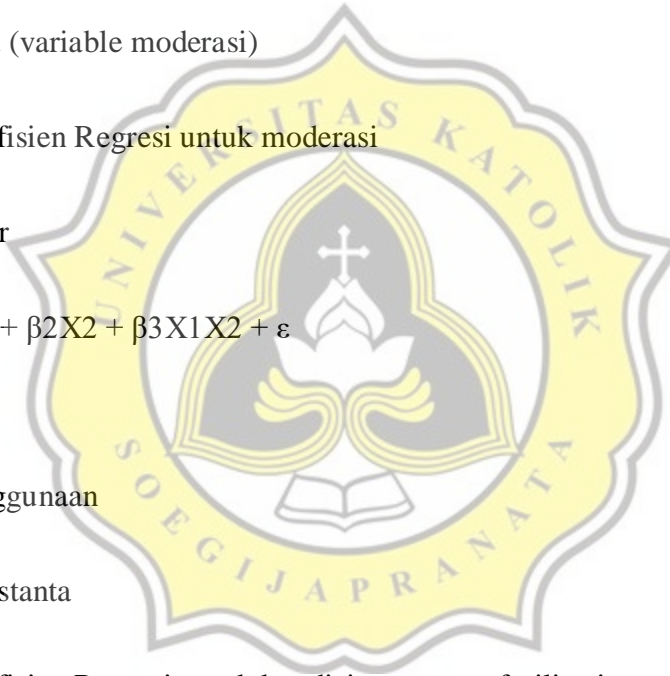 (variable moderasi)
fisien Regresi untuk moderasi
r
+ β2X2 + β3X1X2 + ε
ggunaan
stanta
UNIVERSITAS KATOLIK
SOEGIJAPRANATA